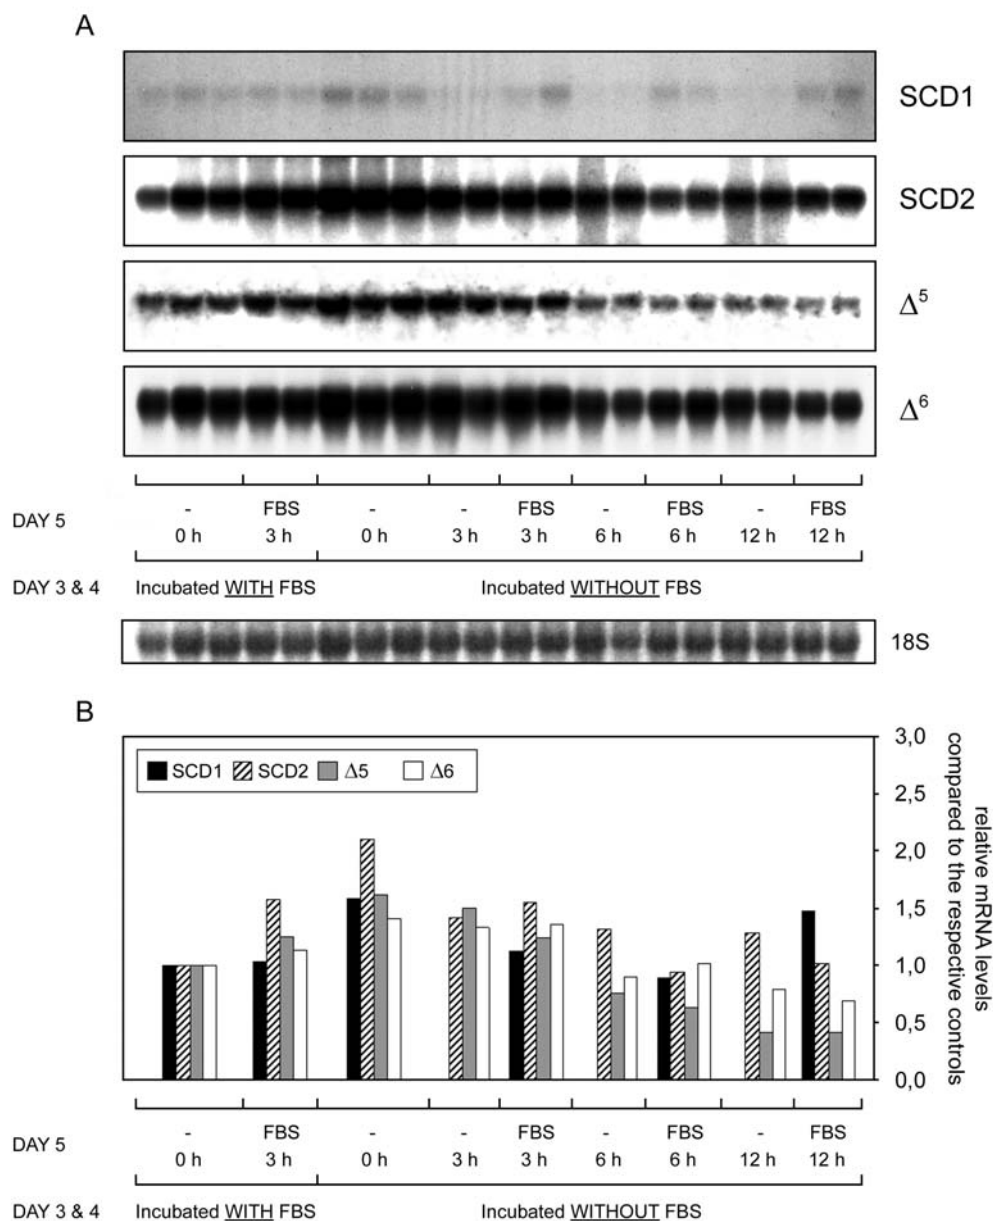 A
SCD1
SCD2
Δ⁵
Δ⁶
- FBS - - FBS - FBS - FBS
DAY 5
0 h 3 h 0 h 3 h 3 h 6 h 6 h 12 h 12 h
DAY 3 & 4 Incubated WITH FBS Incubated WITHOUT FBS
18S
B
SCD1 SCD2 Δ5 Δ6
3,0
2,5
2,0
1,5
1,0
0,5
0,0
relative mRNA levels
compared to the respective controls
- FBS - - FBS - FBS - FBS
DAY 5
0 h 3 h 0 h 3 h 3 h 6 h 6 h 12 h 12 h
DAY 3 & 4 Incubated WITH FBS Incubated WITHOUT FBS